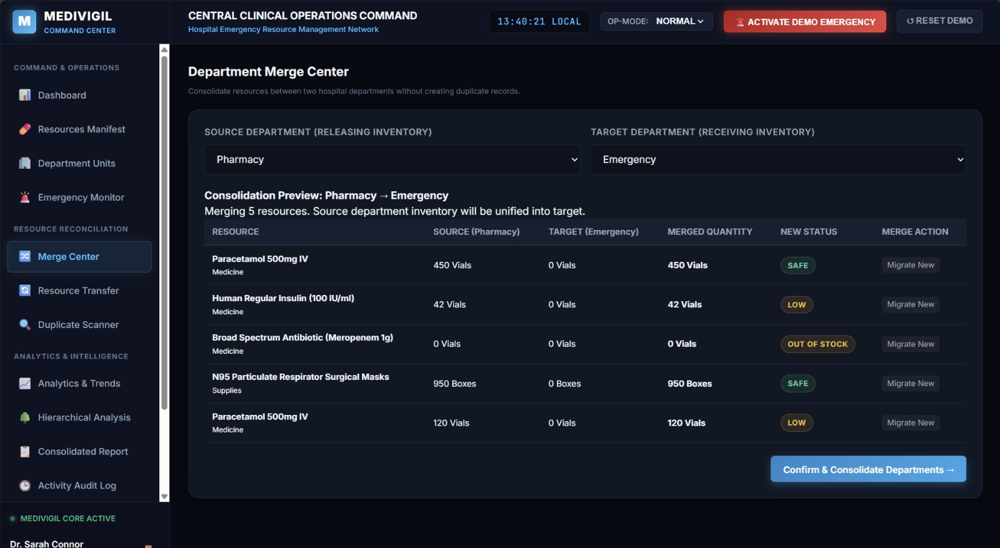 M MEDIVIGIL
COMMAND CENTER
CENTRAL CLINICAL OPERATIONS COMMAND
Hospital Emergency Resource Management Network
13:40:21 LOCAL
OP-MODE: NORMAL
ACTIVATE DEMO EMERGENCY
↺ RESET DEMO
COMMAND & OPERATIONS
Dashboard
Resources Manifest
Department Units
Emergency Monitor
RESOURCE RECONCILIATION
Merge Center
Resource Transfer
Duplicate Scanner
ANALYTICS & INTELLIGENCE
Analytics & Trends
Hierarchical Analysis
Consolidated Report
Activity Audit Log
MEDIVIGIL CORE ACTIVE
Dr. Sarah Connor
Department Merge Center
Consolidate resources between two hospital departments without creating duplicate records.
SOURCE DEPARTMENT (RELEASING INVENTORY)
Pharmacy
TARGET DEPARTMENT (RECEIVING INVENTORY)
Emergency
Consolidation Preview: Pharmacy → Emergency
Merging 5 resources. Source department inventory will be unified into target.
RESOURCE SOURCE (Pharmacy) TARGET (Emergency) MERGED QUANTITY NEW STATUS MERGE ACTION
Paracetamol 500mg IV
Medicine
450 Vials 0 Vials 450 Vials SAFE Migrate New
Human Regular Insulin (100 IU/ml)
Medicine
42 Vials 0 Vials 42 Vials LOW Migrate New
Broad Spectrum Antibiotic (Meropenem 1g)
Medicine
0 Vials 0 Vials 0 Vials OUT OF STOCK Migrate New
N95 Particulate Respirator Surgical Masks
Supplies
950 Boxes 0 Boxes 950 Boxes SAFE Migrate New
Paracetamol 500mg IV
Medicine
120 Vials 0 Vials 120 Vials LOW Migrate New
Confirm & Consolidate Departments →